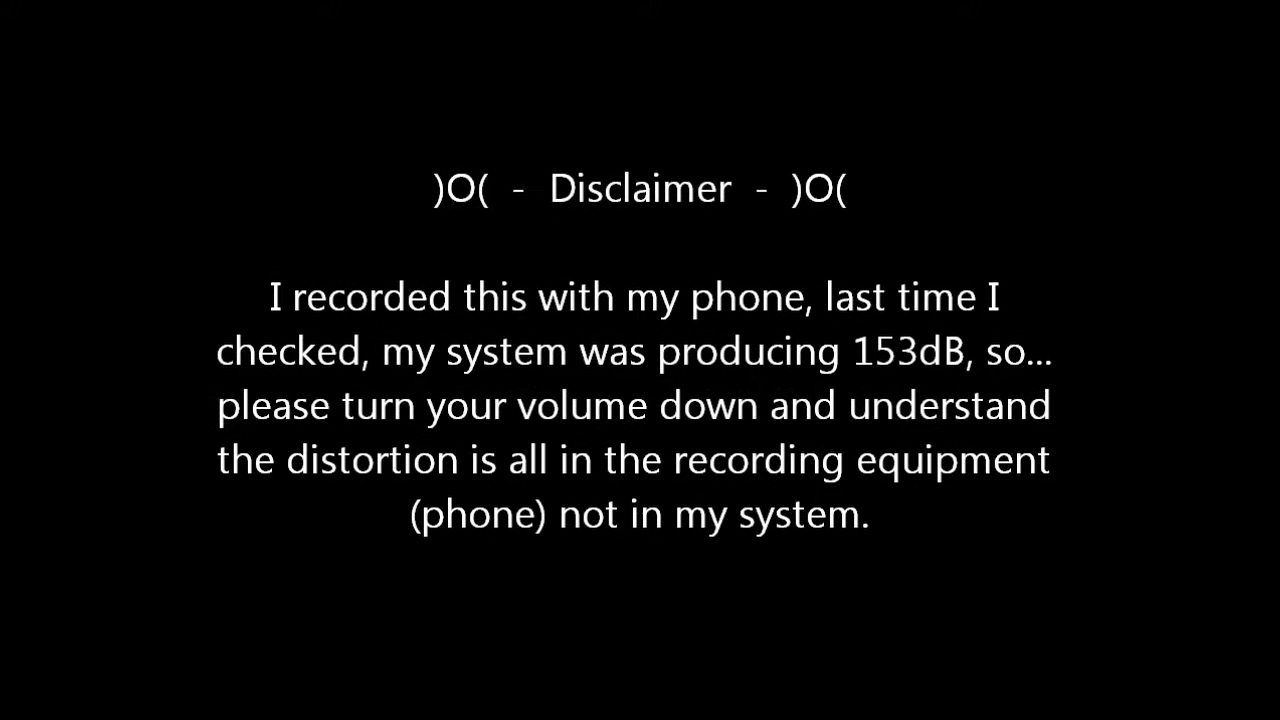 )O(  -  Disclaimer  -  )O(
I recorded this with my phone, last time I
checked, my system was producing 153dB, so...
please turn your volume down and understand
the distortion is all in the recording equipment
(phone) not in my system.